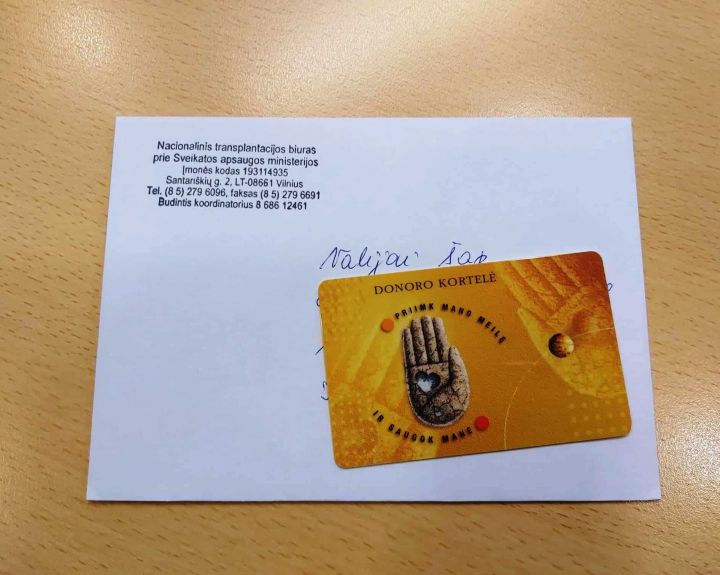 Nacionalinis transplantacijos biuras
prie Sveikatos apsaugos ministerijos
Įmonės kodas 193114935
Santariškių g. 2, LT-08661 Vilnius
Tel. (8 5) 279 6096, faksas (8 5) 279 6691
Budintis koordinatorius 8 686 12461
Valijai Šap
DONORO KORTELĖ
PRIIMK MANO MEILĘ
IR SAUGOK MANE